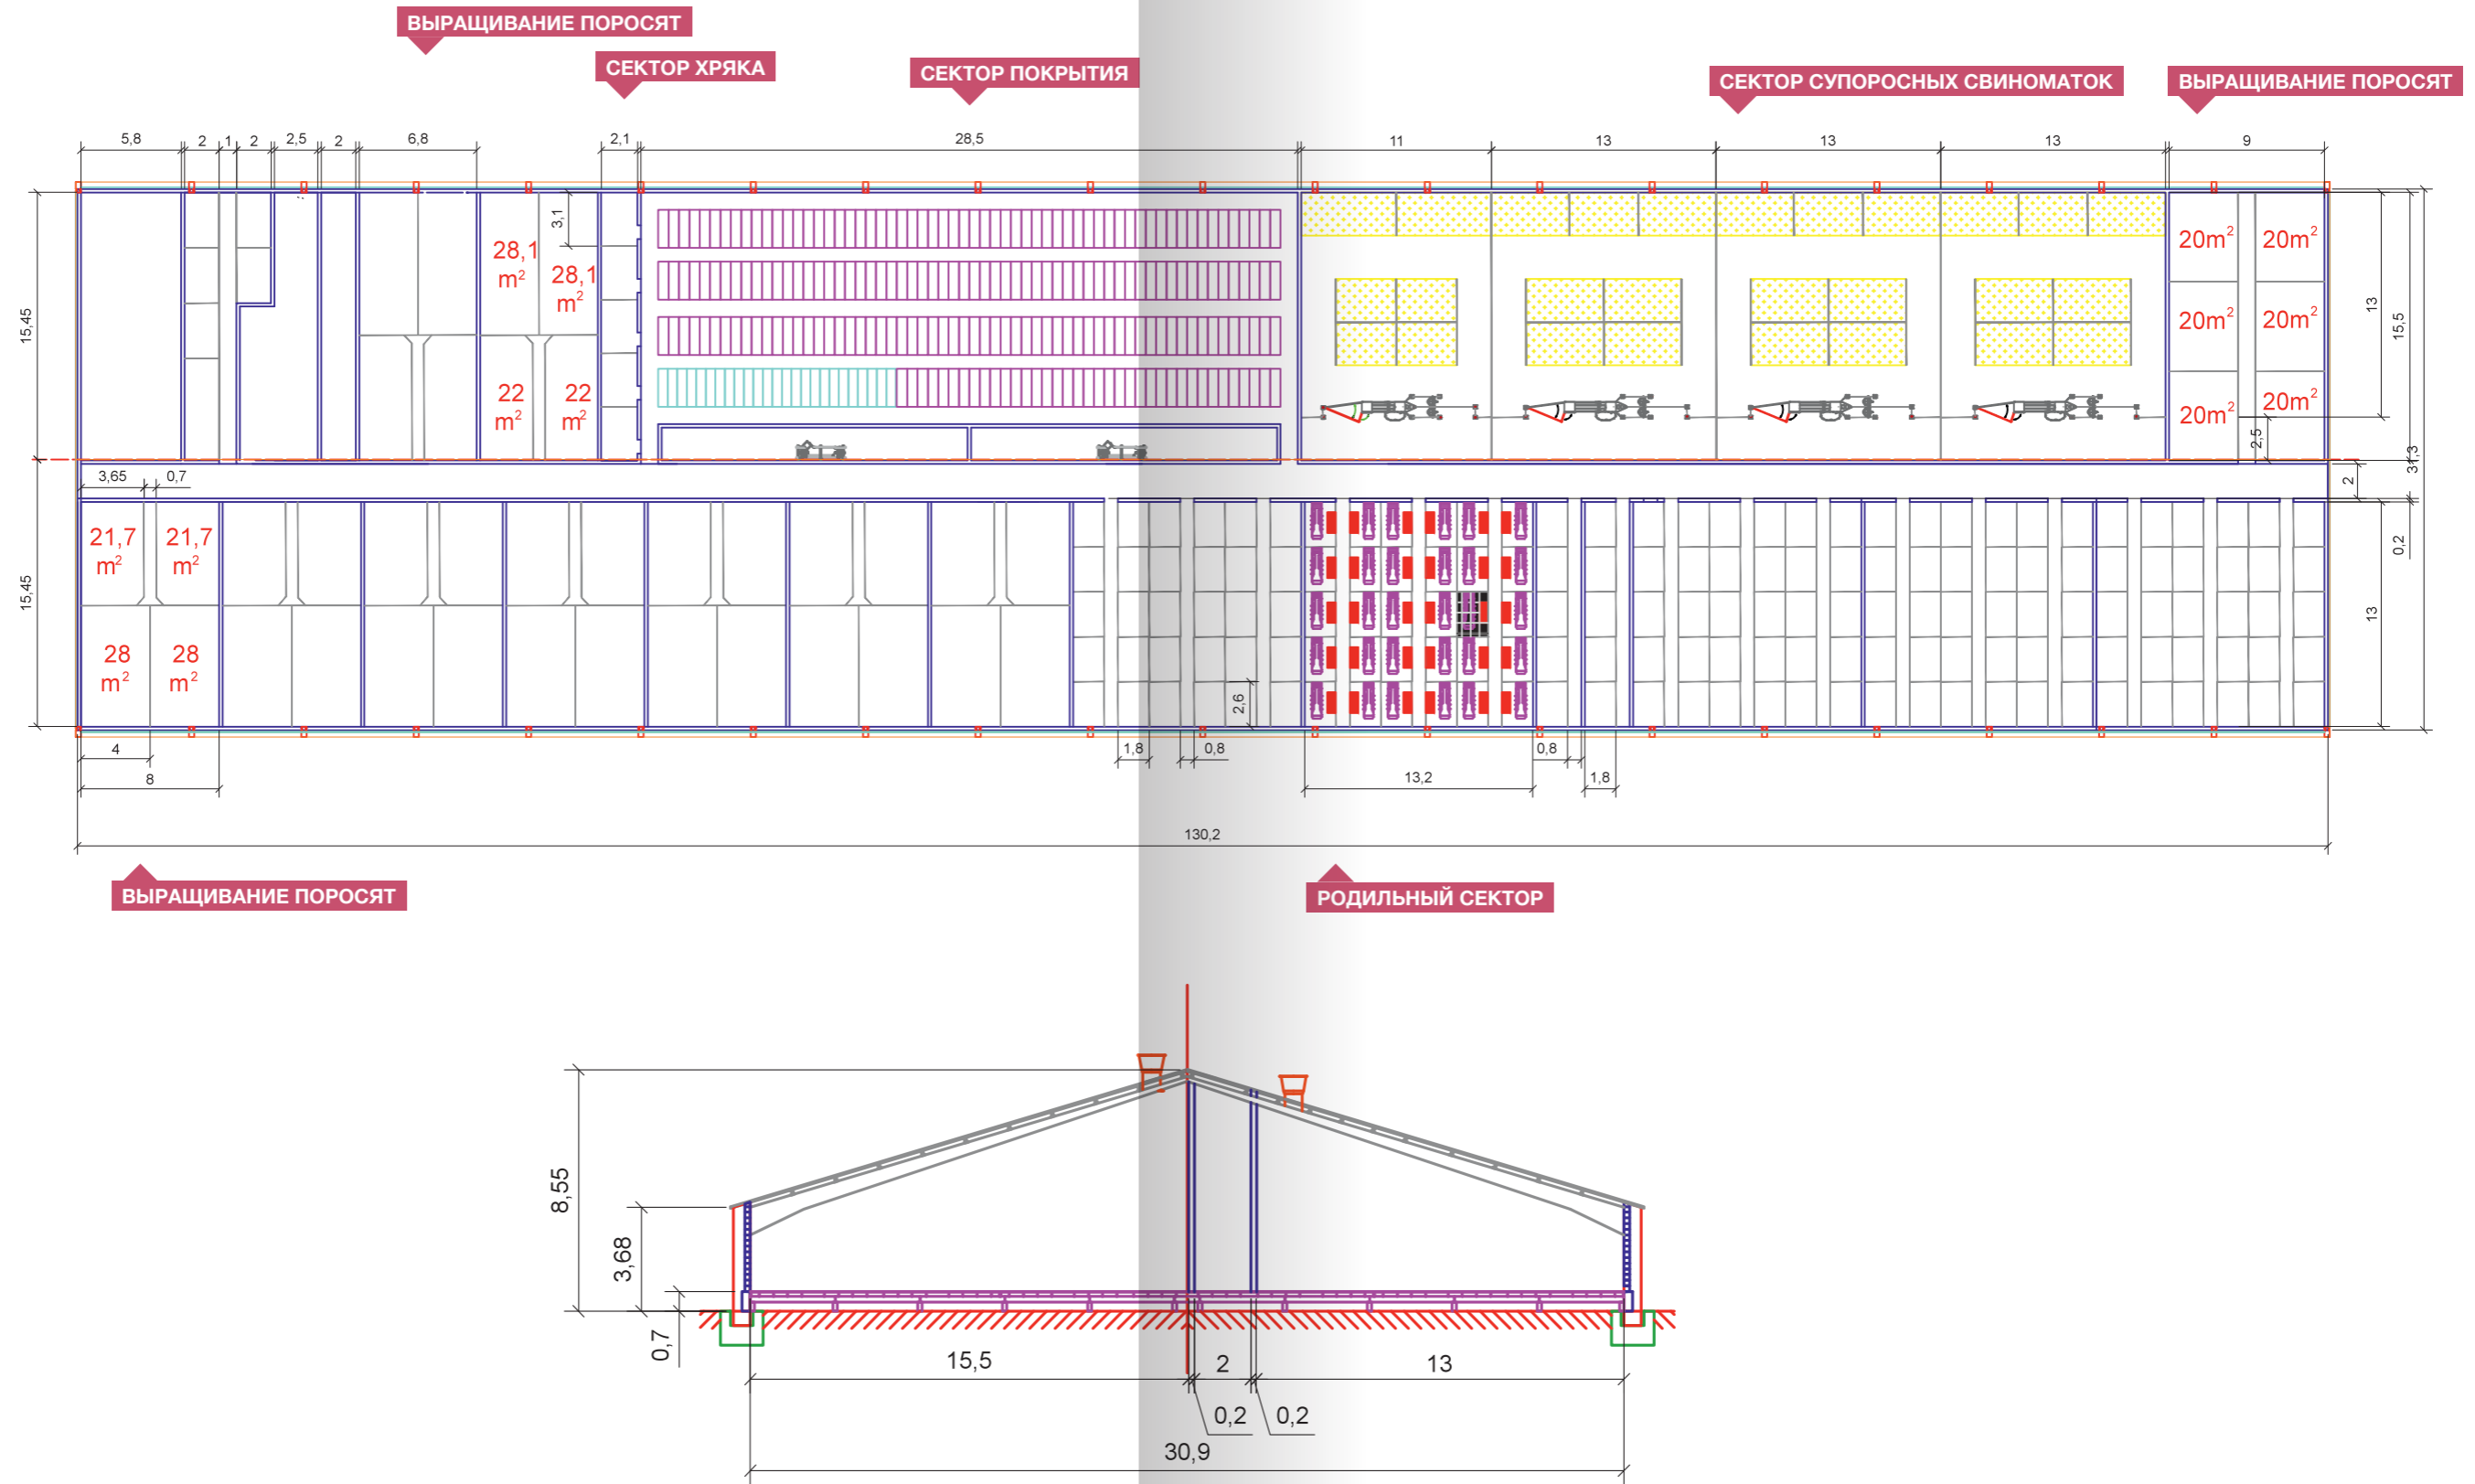 ВЫРАЩИВАНИЕ ПОРОСЯТ
СЕКТОР ХРЯКА
СЕКТОР ПОКРЫТИЯ
СЕКТОР СУПОРОСНЫХ СВИНОМАТОК
ВЫРАЩИВАНИЕ ПОРОСЯТ
5,8 2 1 2 2,5 2 6,8 2,1 28,5 11 13 13 13 9
3,1
28,1
m²
28,1
m²
20m² 20m²
15,45
13
15,5
20m² 20m²
22
m²
22
m²
20m² 20m²
2,5
31,3
3,65 0,7
2
21,7
m²
21,7
m²
0,2
15,45
13
28
m²
28
m²
2,6
4
1,8 0,8 0,8
8
13,2 1,8
130,2
ВЫРАЩИВАНИЕ ПОРОСЯТ
РОДИЛЬНЫЙ СЕКТОР
8,55
3,68
0,7
15,5 2 13
0,2 0,2
30,9